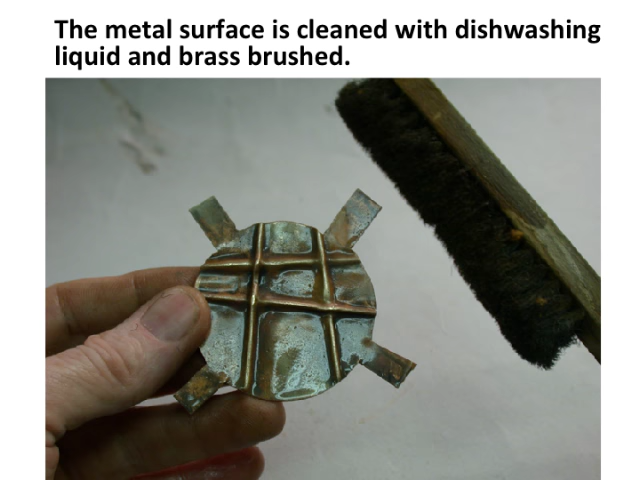 The metal surface is cleaned with dishwashing
liquid and brass brushed.